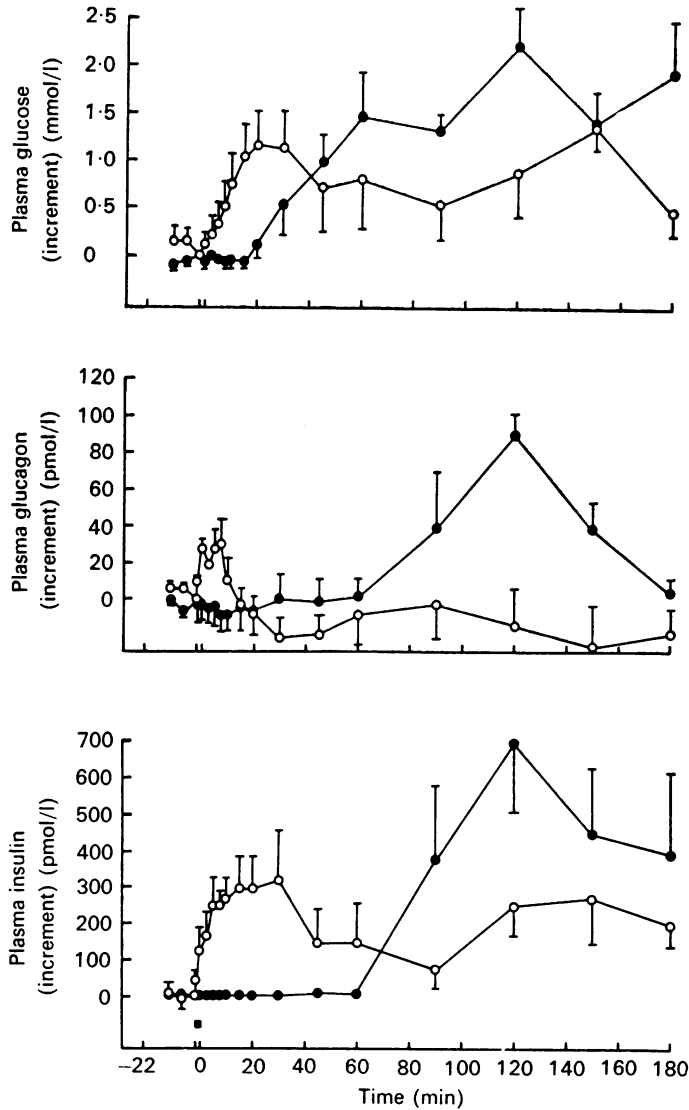 Plasma glucose
(increment) (mmol/l)
2·5
2·0
1·5
1·0
0·5
0
Plasma glucagon
(increment) (pmol/l)
120
100
80
60
40
20
0
Plasma insulin
(increment) (pmol/l)
700
600
500
400
300
200
100
0
−22 0 20 40 60 80 100 120 140 160 180
Time (min)